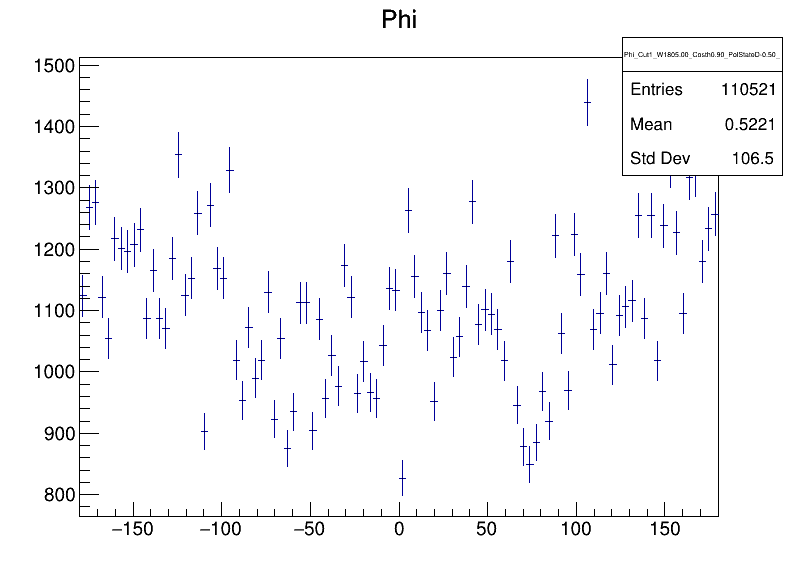 Phi
Phi_Cut1_W1805.00_Costh0.90_PolStateD-0.50_
Entries 110521
Mean 0.5221
Std Dev 106.5
1500
1400
1300
1200
1100
1000
900
800
−150 −100 −50 0 50 100 150